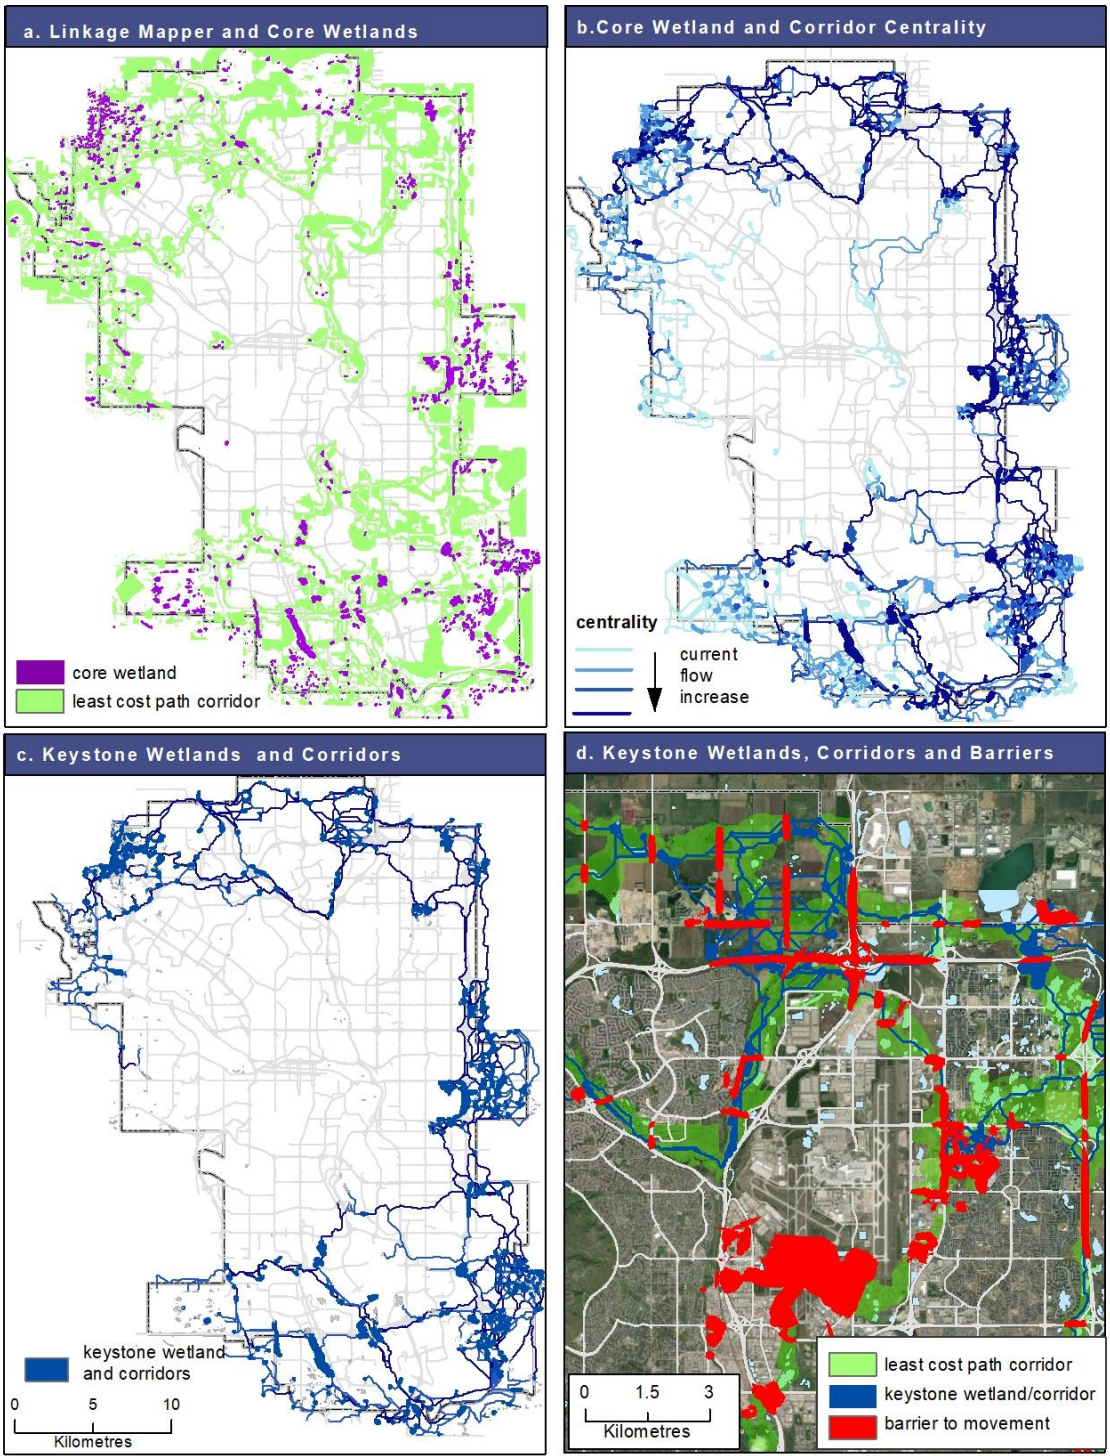 a. Linkage Mapper and Core Wetlands
core wetland
least cost path corridor
b.Core Wetland and Corridor Centrality
centrality
current
flow
increase
c. Keystone Wetlands and Corridors
keystone wetland
and corridors
0 5 10
Kilometres
d. Keystone Wetlands, Corridors and Barriers
0 1.5 3
Kilometres
least cost path corridor
keystone wetland/corridor
barrier to movement